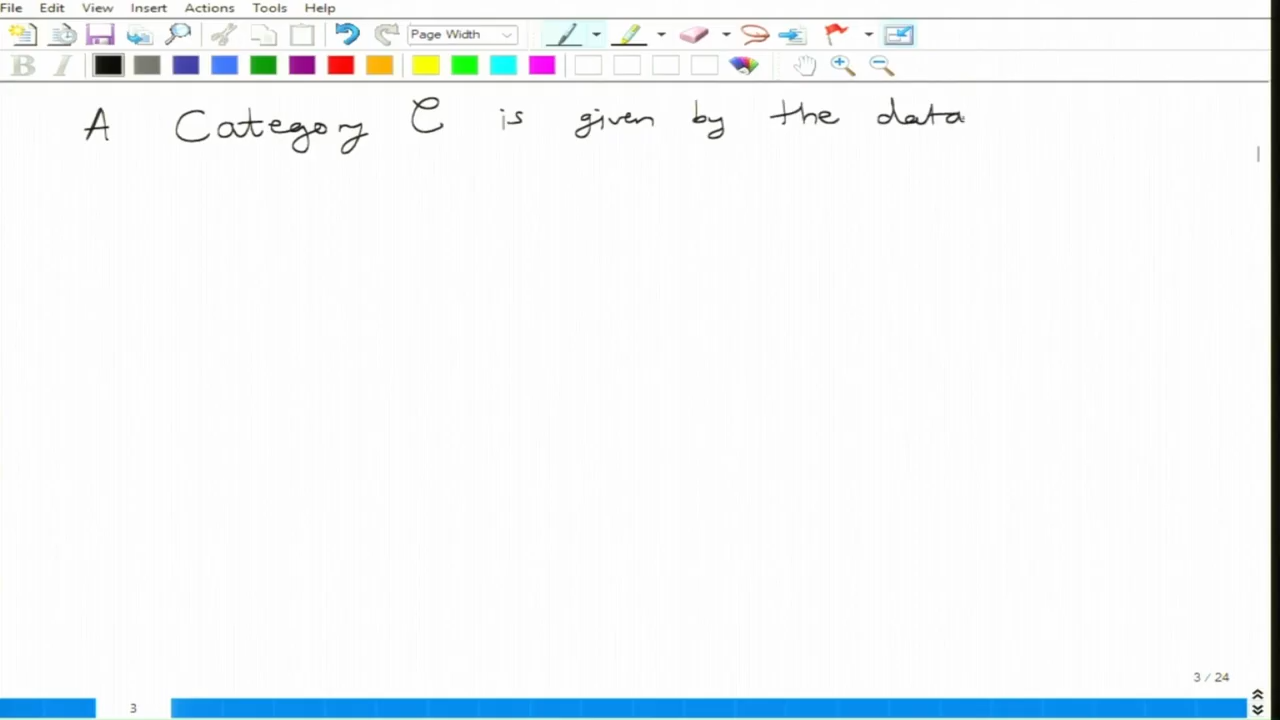 File Edit View Insert Actions Tools Help
Page Width
B I
A Category C is given by the data
3 / 24
3